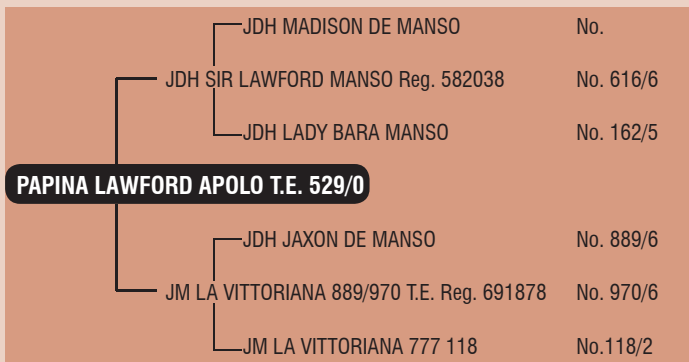 JDH MADISON DE MANSO No.
JDH SIR LAWFORD MANSO Reg. 582038 No. 616/6
JDH LADY BARA MANSO No. 162/5
PAPINA LAWFORD APOLO T.E. 529/0
JDH JAXON DE MANSO No. 889/6
JM LA VITTORIANA 889/970 T.E. Reg. 691878 No. 970/6
JM LA VITTORIANA 777 118 No.118/2